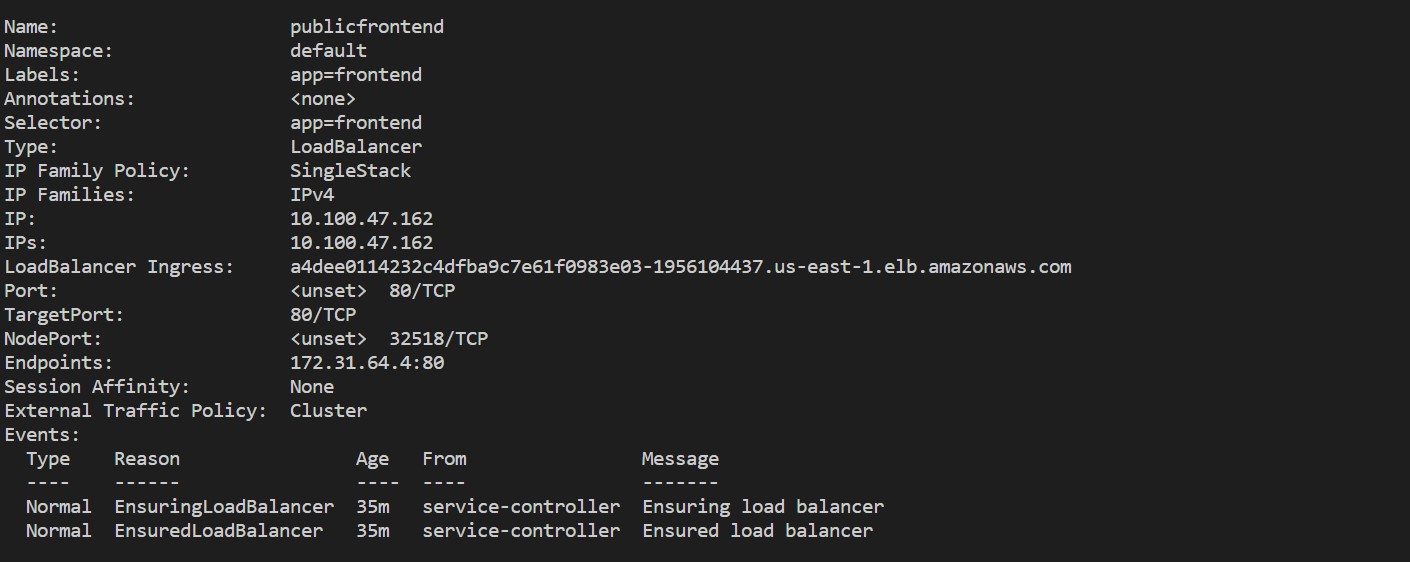 Name:                     publicfrontend
Namespace:                default
Labels:                   app=frontend
Annotations:              <none>
Selector:                 app=frontend
Type:                     LoadBalancer
IP Family Policy:         SingleStack
IP Families:              IPv4
IP:                       10.100.47.162
IPs:                      10.100.47.162
LoadBalancer Ingress:     a4dee0114232c4dfba9c7e61f0983e03-1956104437.us-east-1.elb.amazonaws.com
Port:                     <unset>  80/TCP
TargetPort:               80/TCP
NodePort:                 <unset>  32518/TCP
Endpoints:                172.31.64.4:80
Session Affinity:         None
External Traffic Policy:  Cluster
Events:
  Type    Reason                Age   From                Message
  ----    ------                ----  ----                -------
  Normal  EnsuringLoadBalancer  35m   service-controller  Ensuring load balancer
  Normal  EnsuredLoadBalancer   35m   service-controller  Ensured load balancer